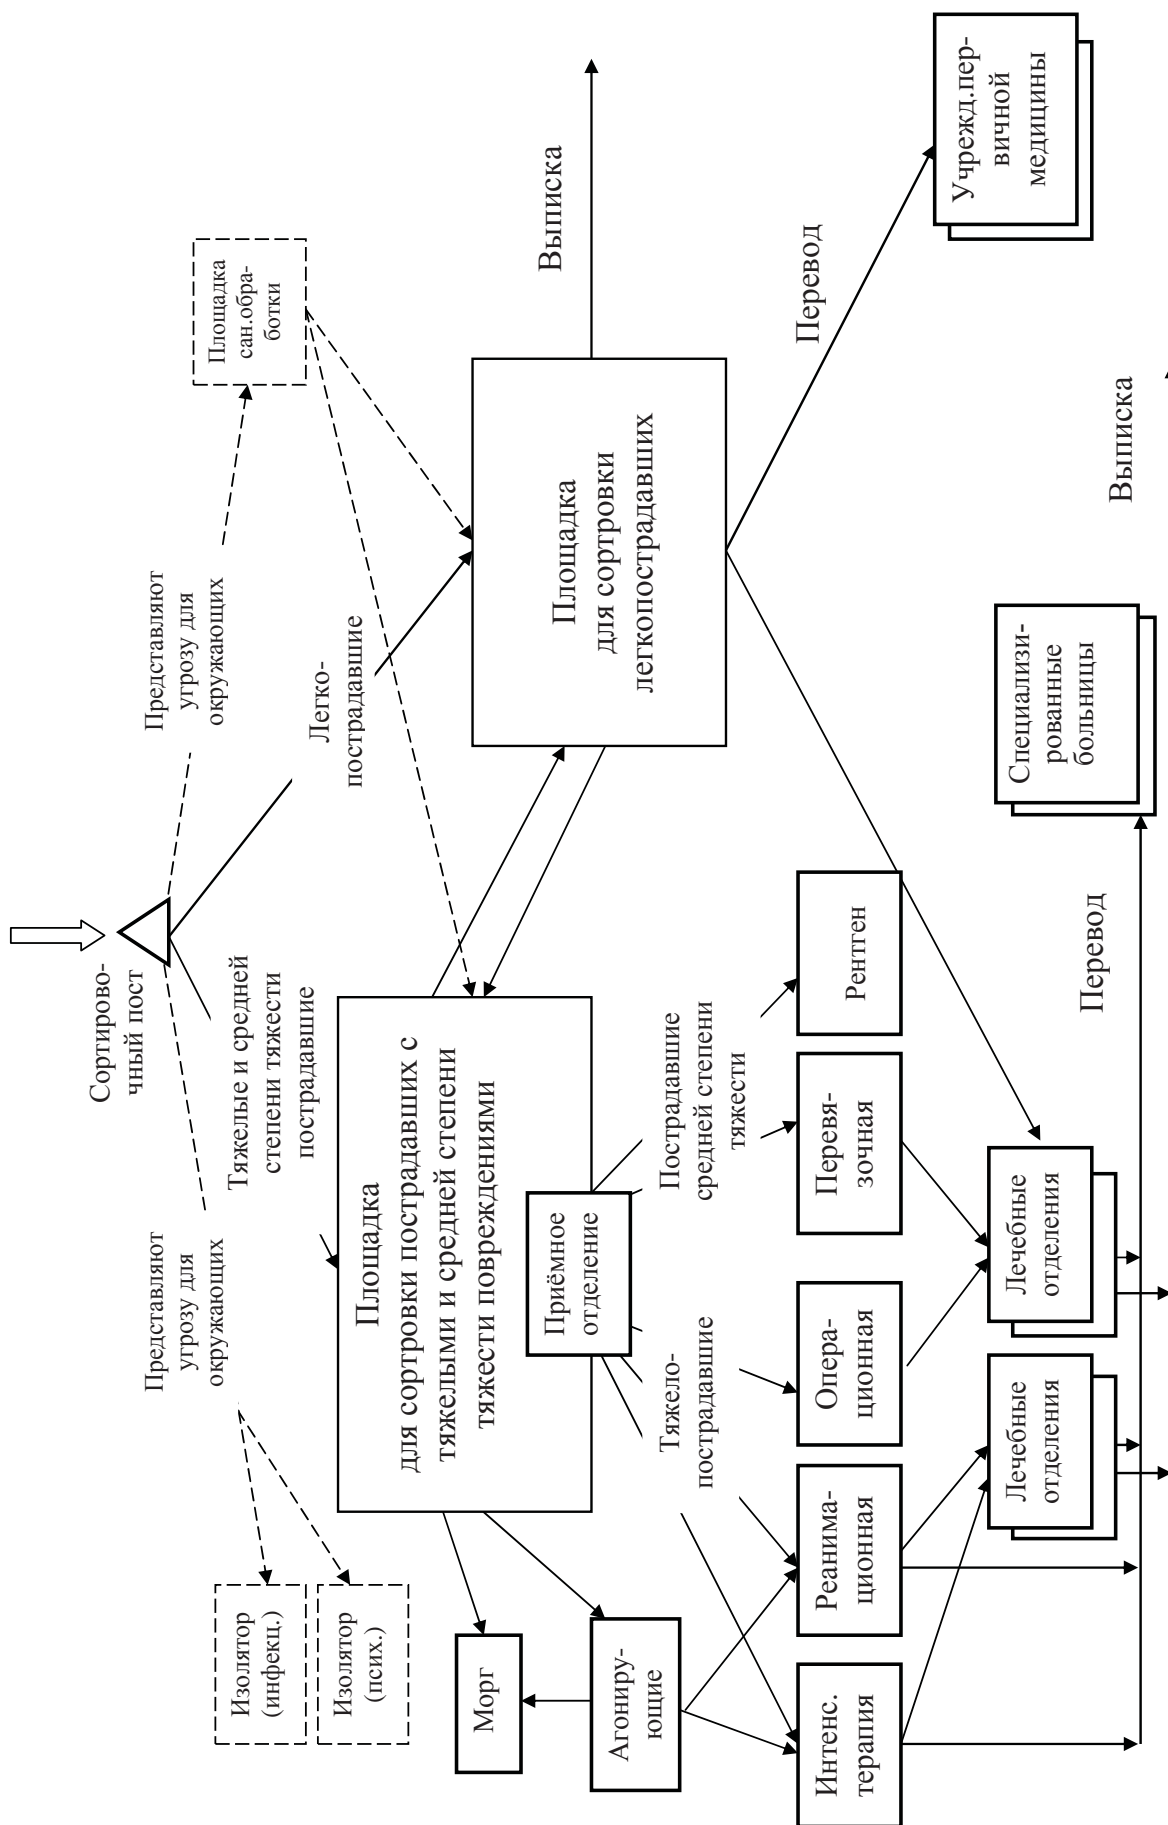 Сортирово-
чный пост
Представляют
угрозу для
окружающих
Тяжелые и средней
степени тяжести
пострадавшие
Легко-
пострадавшие
Представляют
угрозу для
окружающих
Изолятор
(инфекц.)
Изолятор
(псих.)
Площадка
сан.обра-
ботки
Площадка
для сортровки пострадавших с
тяжелыми и средней степени
тяжести повреждениями
Приёмное
отделение
Площадка
для сортровки
легкопострадавших
Выписка
Перевод
Учрежд.пер-
вичной
медицины
Морг
Агониру-
ющие
Тяжело-
пострадавшие
Пострадавшие
средней степени
тяжести
Интенс.
терапия
Реанима-
ционная
Опера-
ционная
Перевя-
зочная
Рентген
Лечебные
отделения
Лечебные
отделения
Перевод
Специализи-
рованные
больницы
Выписка